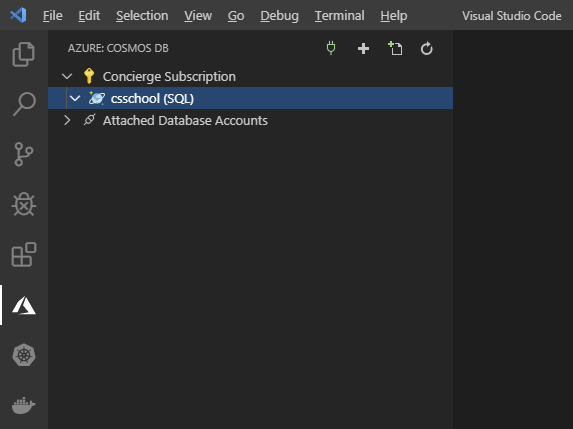 File Edit Selection View Go Debug Terminal Help Visual Studio Code
AZURE: COSMOS DB
Concierge Subscription
csschool (SQL)
Attached Database Accounts